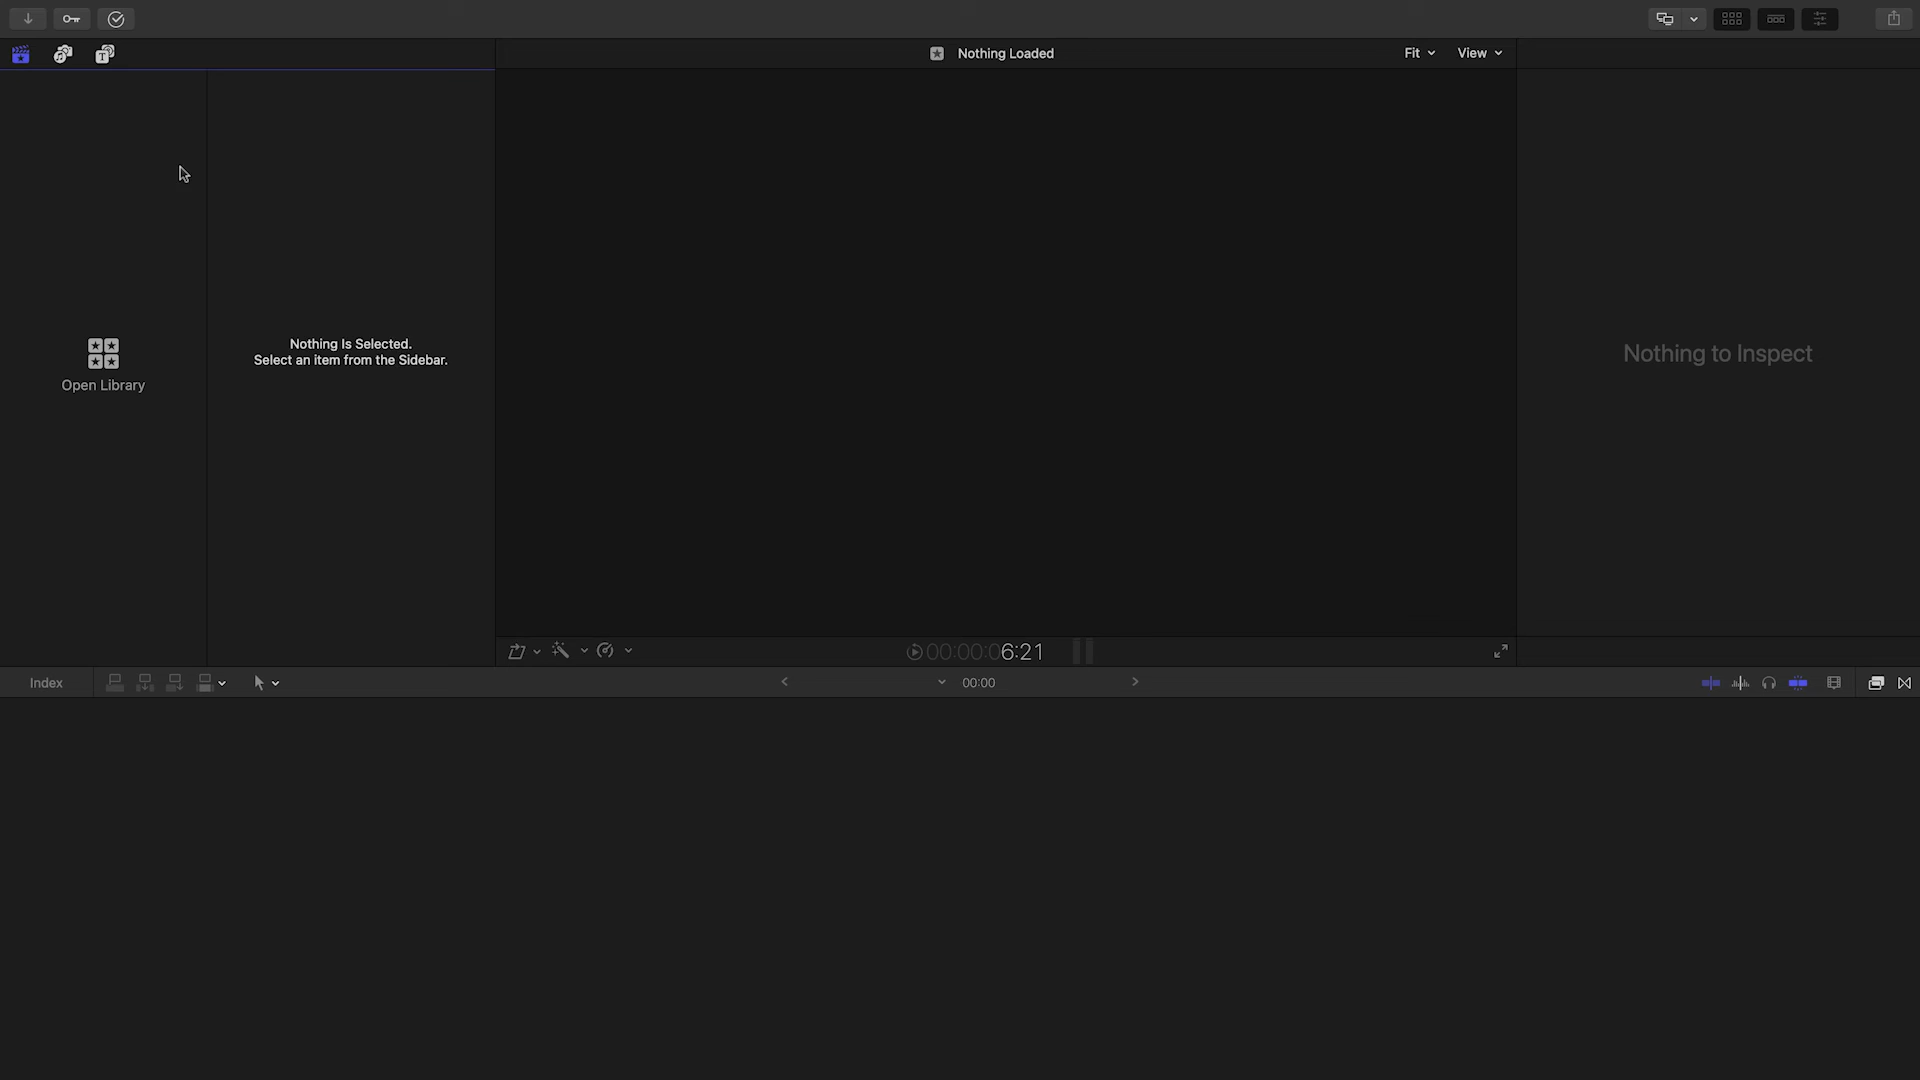 Nothing Loaded
Fit
View
Nothing Is Selected.
Select an item from the Sidebar.
Open Library
Nothing to Inspect
00:00:06:21
Index
00:00